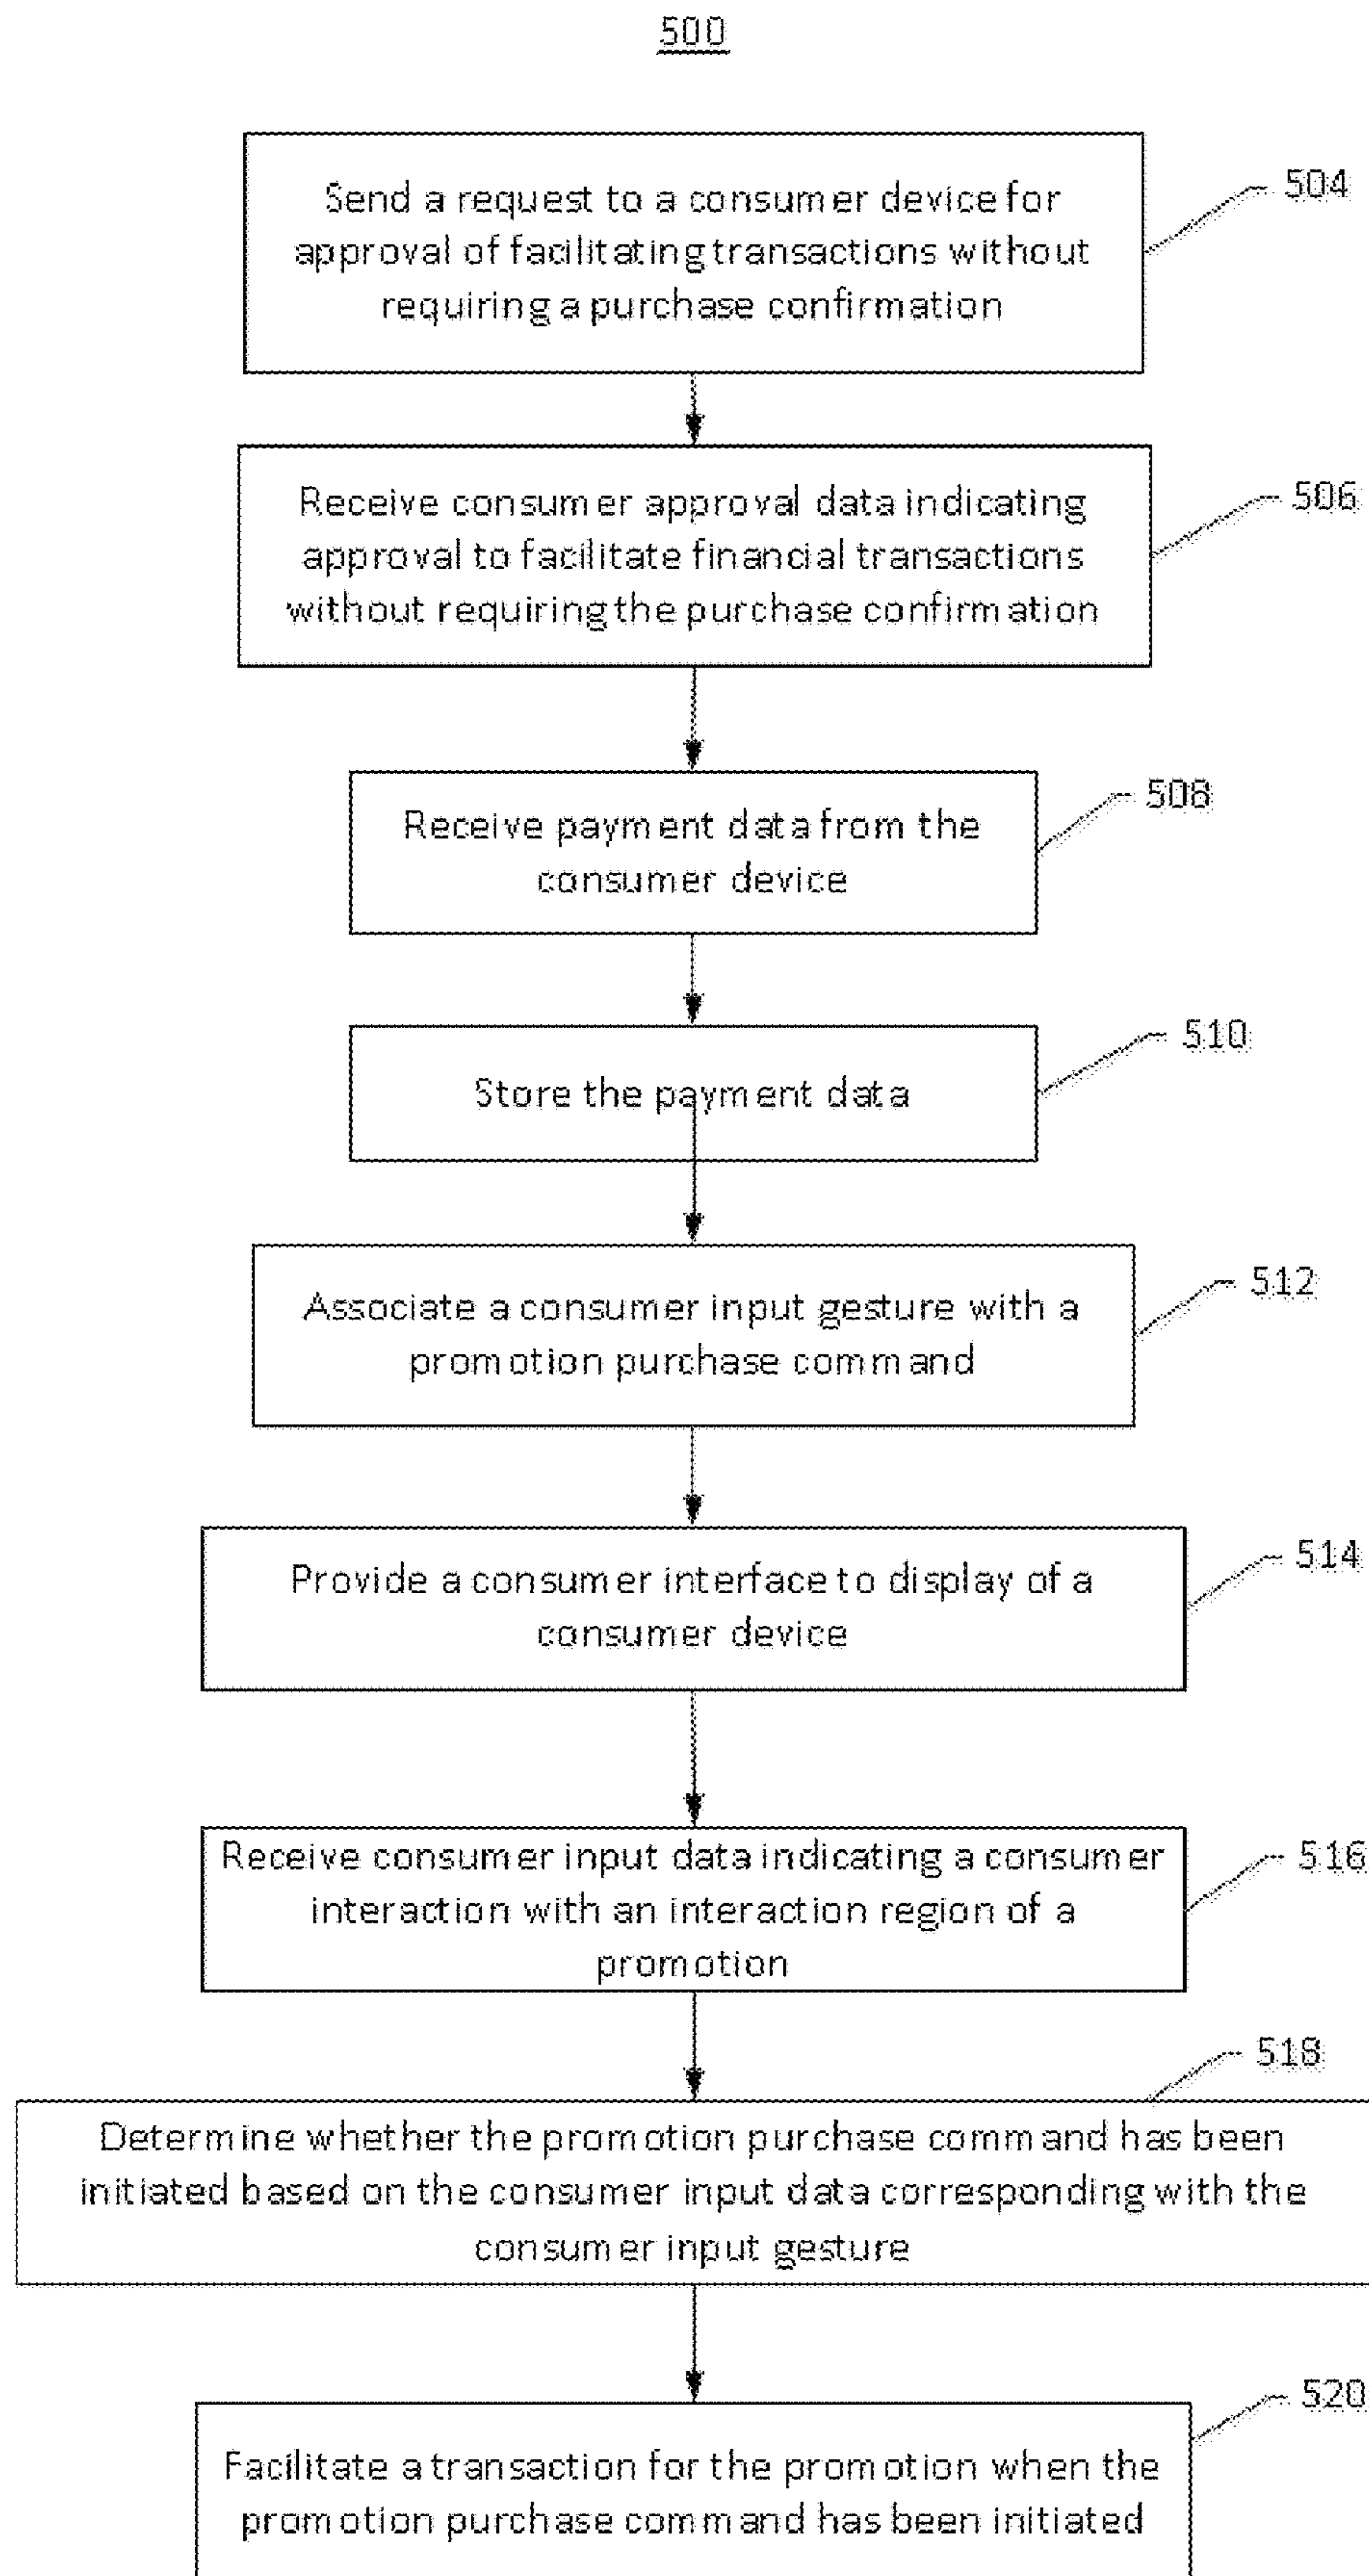 500
504
Send a request to a consumer device for
approval of facilitating transactions without
requiring a purchase confirmation
506
Receive consumer approval data indicating
approval to facilitate financial transactions
without requiring the purchase confirmation
508
Receive payment data from the
consumer device
510
Store the payment data
512
Associate a consumer input gesture with a
promotion purchase command
514
Provide a consumer interface to display of a
consumer device
516
Receive consumer input data indicating a consumer
interaction with an interaction region of a
promotion
518
Determine whether the promotion purchase command has been
initiated based on the consumer input data corresponding with the
consumer input gesture
520
Facilitate a transaction for the promotion when the
promotion purchase command has been initiated